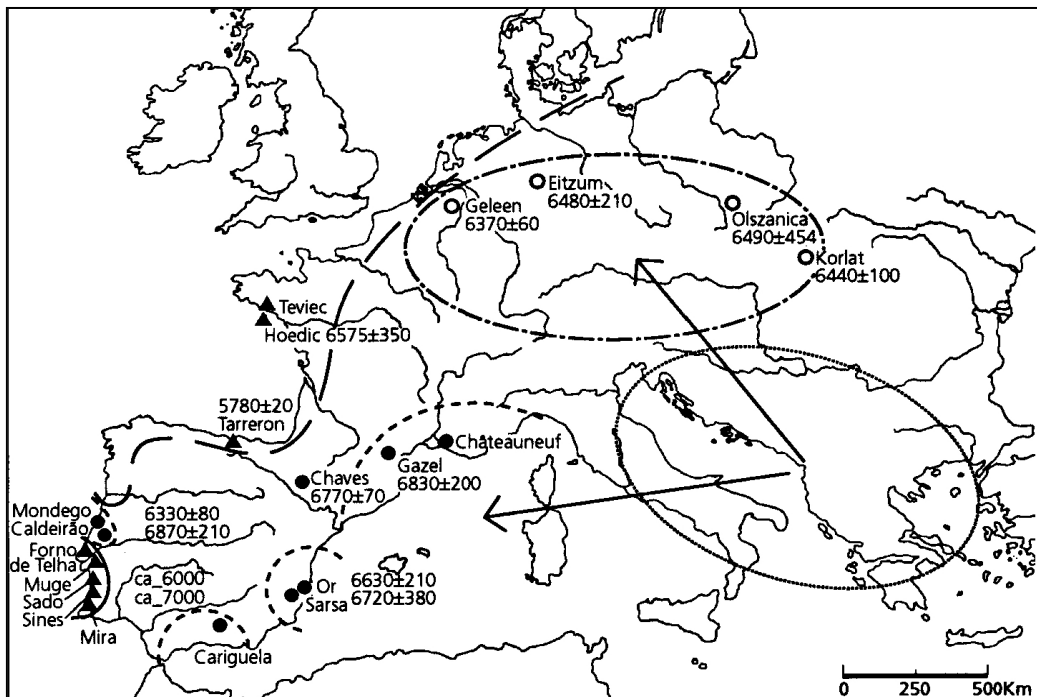 Eitzum
6480±210
Geleen
6370±60
Olszanica
6490±454
Korlat
6440±100
Teviec
Hoedic 6575±350
5780±20
Tarreron
Châteauneuf
Gazel
6830±200
Chaves
6770±70
Mondego
Caldeirão
6330±80
6870±210
Forno
de Telha
Muge
Sado
Sines
Mira
ca_6000
ca_7000
Or
Sarsa
6630±210
6720±380
Cariguela
0 250 500Km